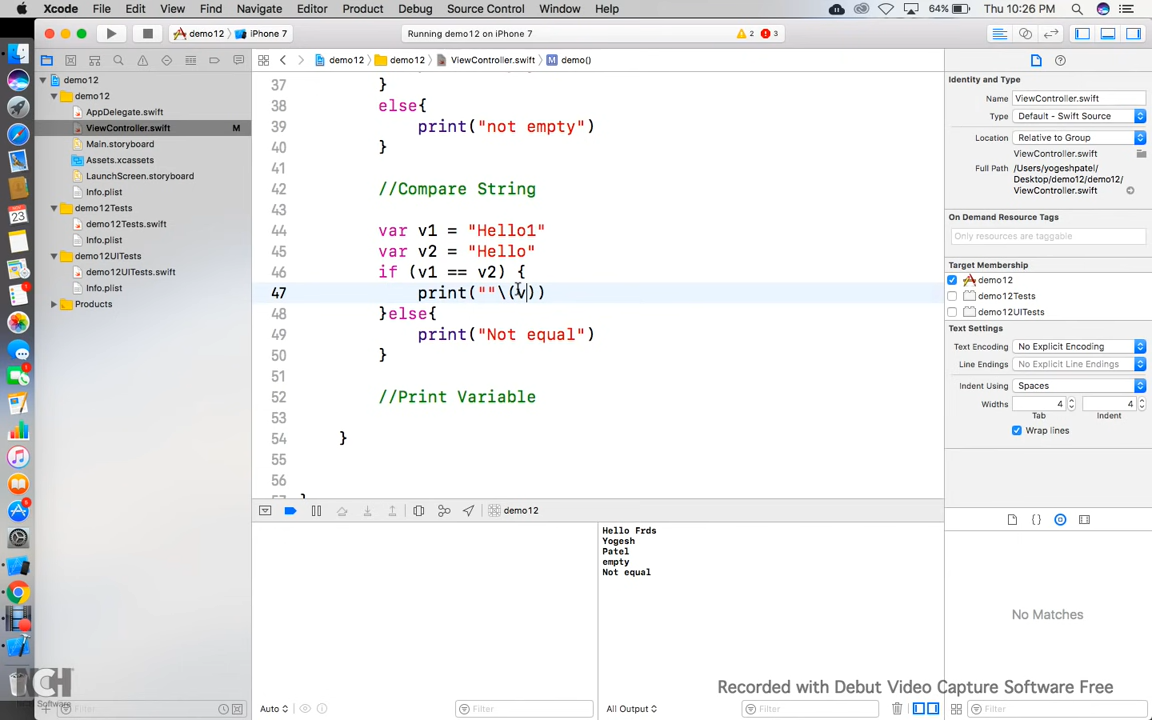 Xcode File Edit View Find Navigate Editor Product Debug Source Control Window Help 64% Thu 10:26 PM
demo12 iPhone 7 Running demo12 on iPhone 7 2 3
demo12 demo12 ViewController.swift M demo()
demo12
demo12
AppDelegate.swift
ViewController.swift M
Main.storyboard
Assets.xcassets
LaunchScreen.storyboard
Info.plist
demo12Tests
demo12Tests.swift
Info.plist
demo12UITests
demo12UITests.swift
Info.plist
Products
37 }
38 else{
39 print("not empty")
40 }
41
42 //Compare String
43
44 var v1 = "Hello1"
45 var v2 = "Hello"
46 if (v1 == v2) {
47 print(""\(v))
48 }else{
49 print("Not equal")
50 }
51
52 //Print Variable
53
54 }
55
56
Identity and Type
Name ViewController.swift
Type Default - Swift Source
Location Relative to Group
ViewController.swift
Full Path /Users/yogeshpatel/
Desktop/demo12/demo12/
ViewController.swift
On Demand Resource Tags
Only resources are taggable
Target Membership
demo12
demo12Tests
demo12UITests
Text Settings
Text Encoding No Explicit Encoding
Line Endings No Explicit Line Endings
Indent Using Spaces
Widths 4 4
Tab Indent
Wrap lines
No Matches
demo12
Hello Frds
Yogesh
Patel
empty
Not equal
Auto Filter All Output Filter Filter
Filter
NCH Software
Recorded with Debut Video Capture Software Free